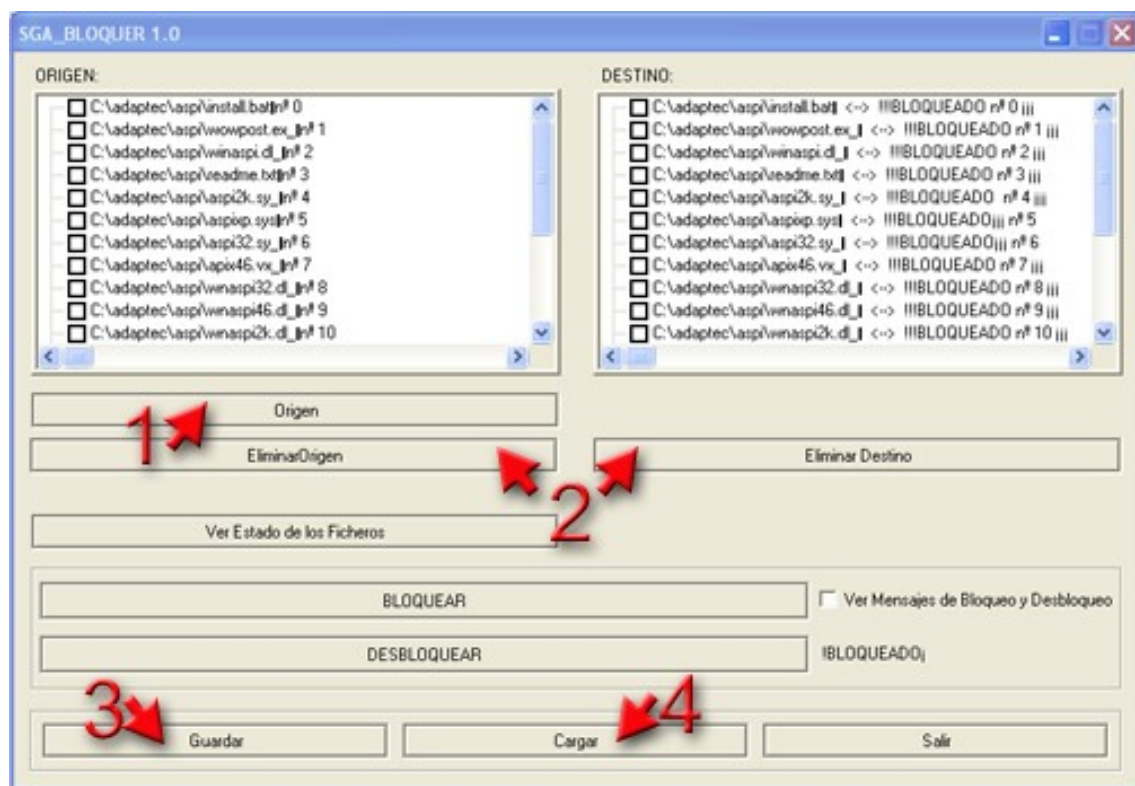 SGA_BLOQUER 1.0
ORIGEN:
C:\adaptec\aspi\install.bat|nº 0
C:\adaptec\aspi\wowpost.ex_|nº 1
C:\adaptec\aspi\winaspi.dl_|nº 2
C:\adaptec\aspi\readme.txt|nº 3
C:\adaptec\aspi\aspi2k.sy_|nº 4
C:\adaptec\aspi\aspixp.sys|nº 5
C:\adaptec\aspi\aspi32.sy_|nº 6
C:\adaptec\aspi\apix46.vx_|nº 7
C:\adaptec\aspi\wnaspi32.dl_|nº 8
C:\adaptec\aspi\wnaspi46.dl_|nº 9
C:\adaptec\aspi\wnaspi2k.dl_|nº 10
DESTINO:
C:\adaptec\aspi\install.bat| <--> !!!BLOQUEADO nº 0 ¡¡¡
C:\adaptec\aspi\wowpost.ex_| <--> !!!BLOQUEADO nº 1 ¡¡¡
C:\adaptec\aspi\winaspi.dl_| <--> !!!BLOQUEADO nº 2 ¡¡¡
C:\adaptec\aspi\readme.txt| <--> !!!BLOQUEADO nº 3 ¡¡¡
C:\adaptec\aspi\aspi2k.sy_| <--> !!!BLOQUEADO nº 4 ¡¡¡
C:\adaptec\aspi\aspixp.sys| <--> !!!BLOQUEADO¡¡¡ nº 5
C:\adaptec\aspi\aspi32.sy_| <--> !!!BLOQUEADO¡¡¡ nº 6
C:\adaptec\aspi\apix46.vx_| <--> !!!BLOQUEADO nº 7 ¡¡¡
C:\adaptec\aspi\wnaspi32.dl_| <--> !!!BLOQUEADO nº 8 ¡¡¡
C:\adaptec\aspi\wnaspi46.dl_| <--> !!!BLOQUEADO nº 9 ¡¡¡
C:\adaptec\aspi\wnaspi2k.dl_| <--> !!!BLOQUEADO nº 10 ¡¡¡
Origen
1
EliminarOrigen
Eliminar Destino
2
Ver Estado de los Ficheros
BLOQUEAR
Ver Mensajes de Bloqueo y Desbloqueo
DESBLOQUEAR
!BLOQUEADO¡
3
4
Guardar
Cargar
Salir